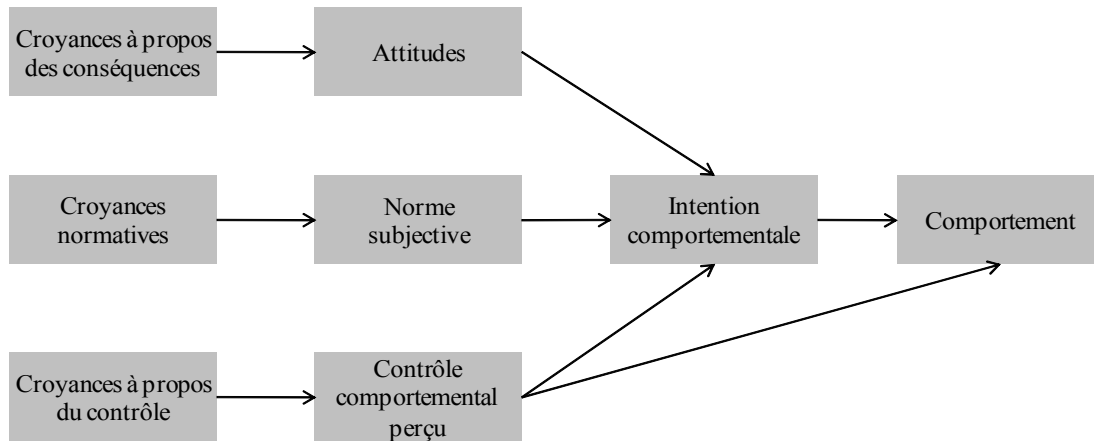 Croyances à propos
des conséquences
Attitudes
Croyances
normatives
Norme
subjective
Intention
comportementale
Comportement
Croyances à propos
du contrôle
Contrôle
comportemental
perçu